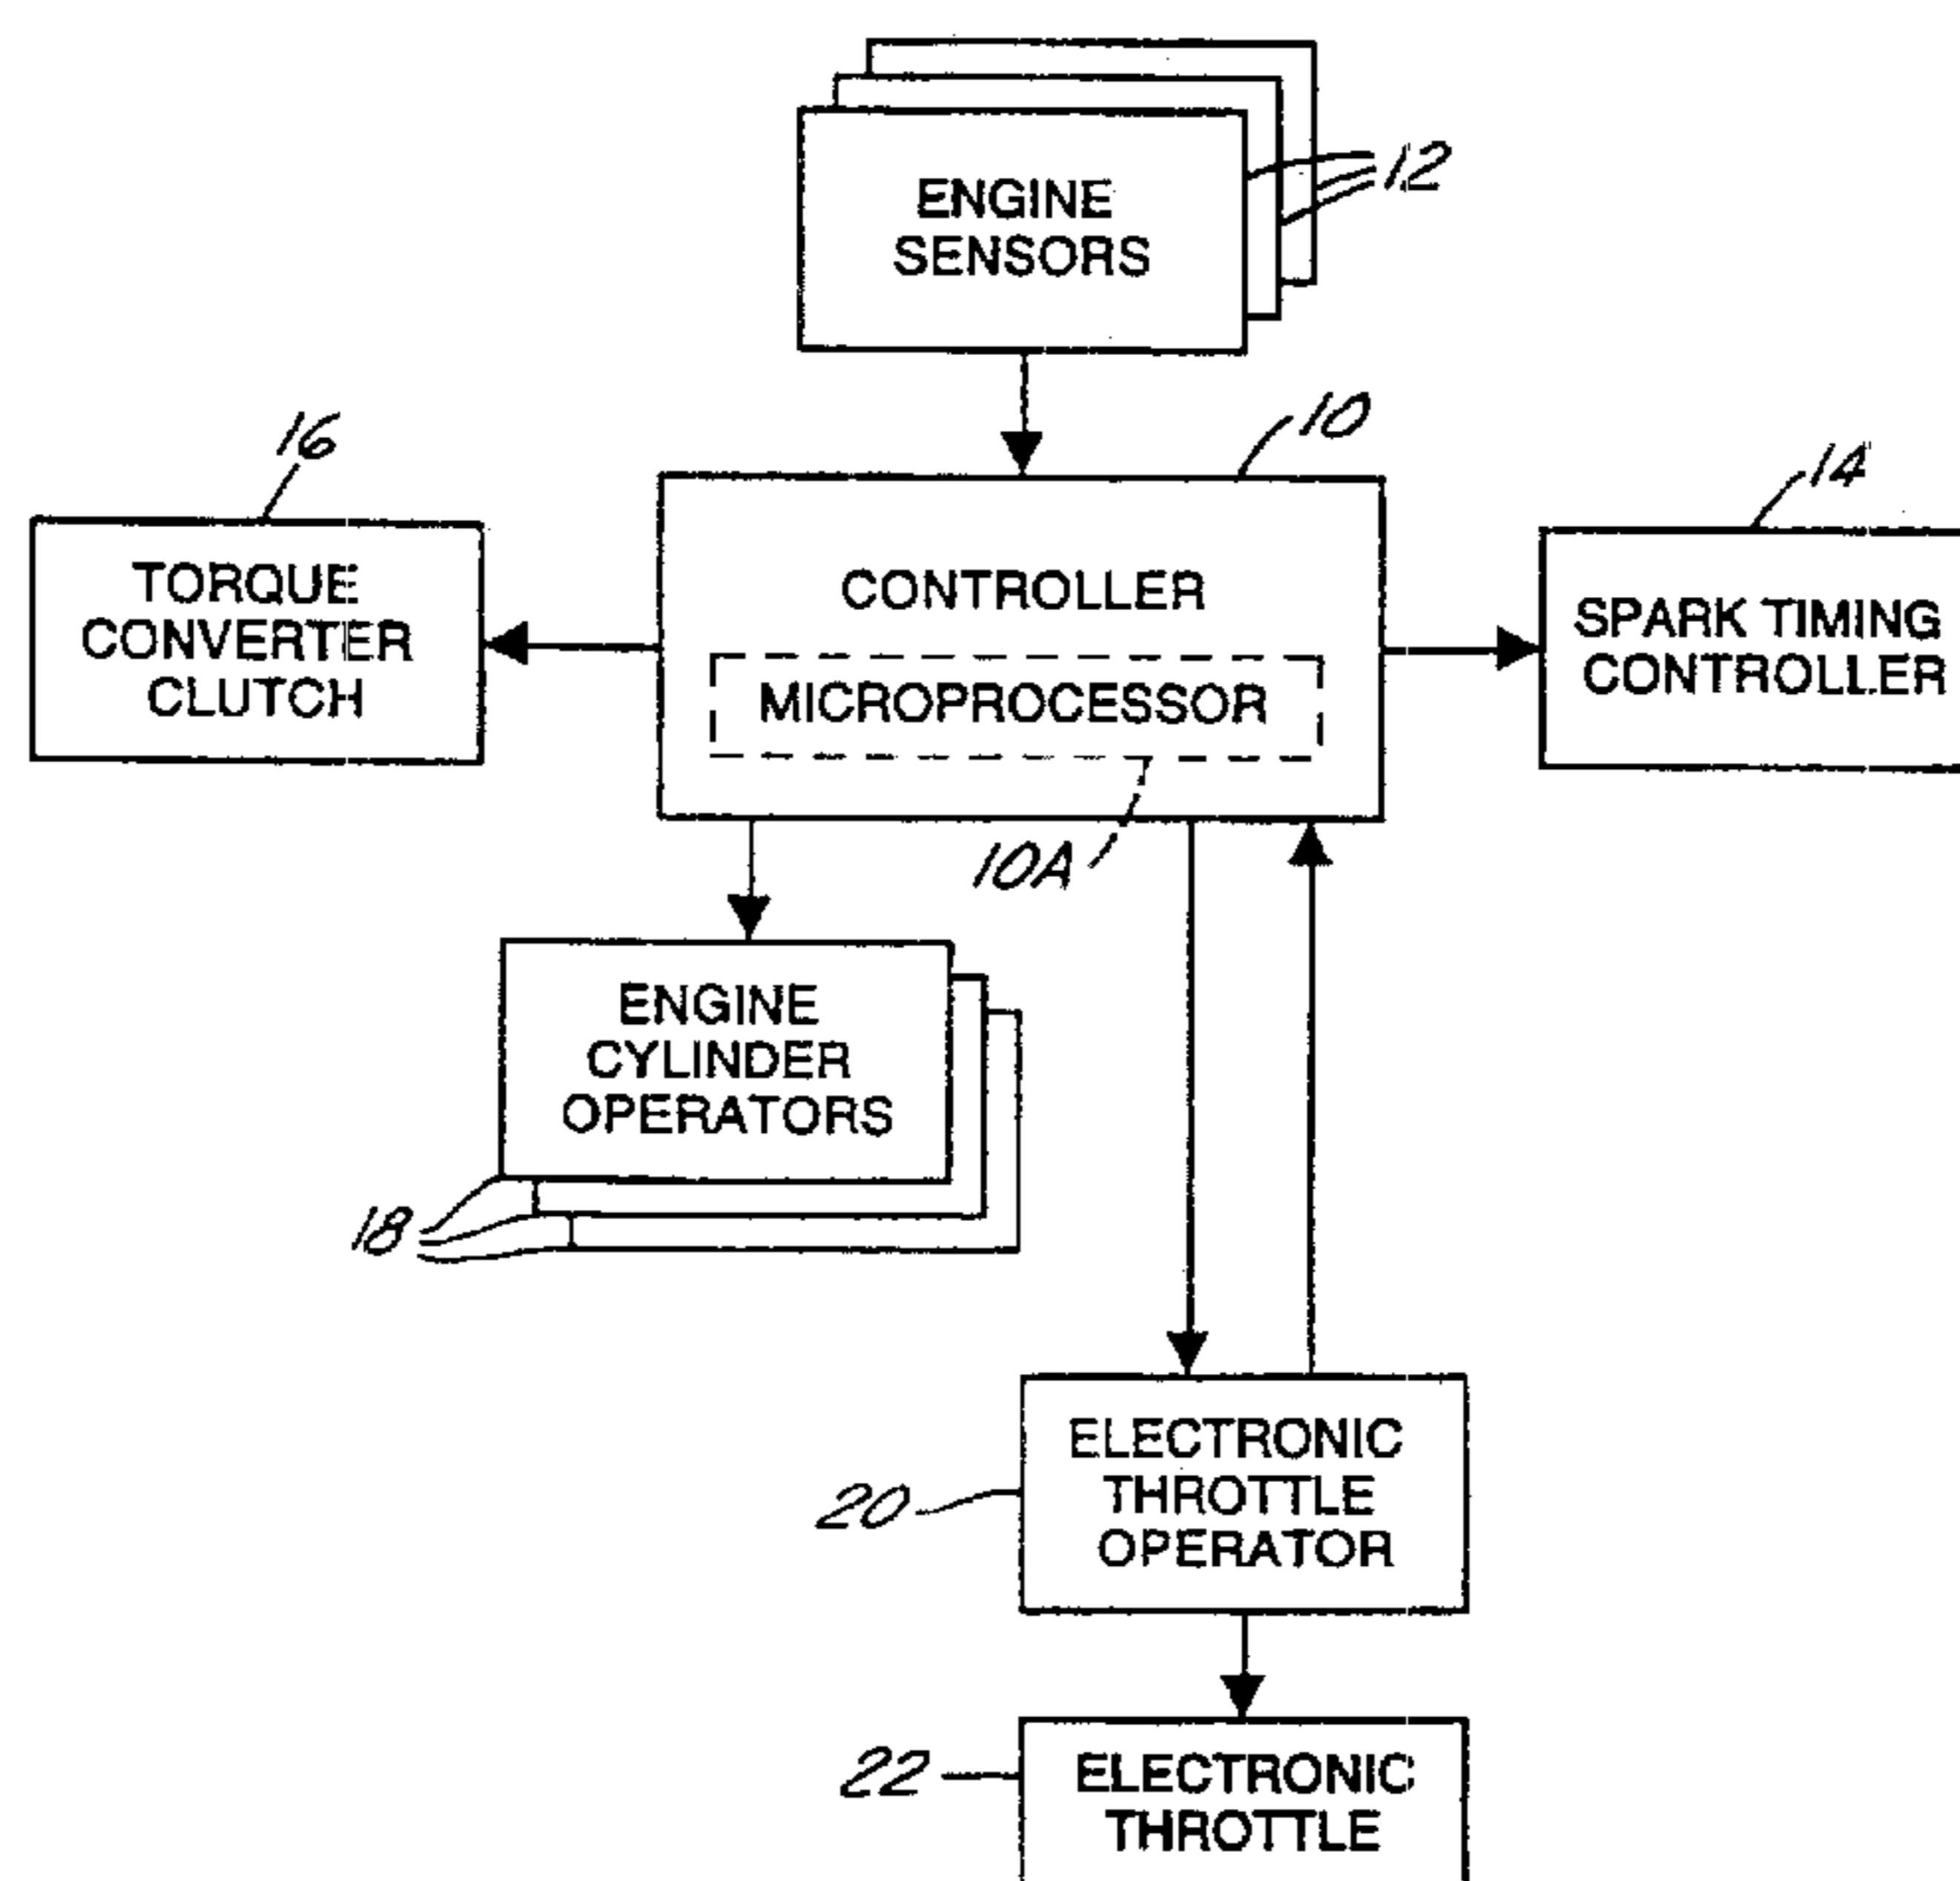 ENGINE
SENSORS
12
10
16
14
TORQUE
CONVERTER
CLUTCH
CONTROLLER
MICROPROCESSOR
SPARK TIMING
CONTROLLER
10A
ENGINE
CYLINDER
OPERATORS
18
ELECTRONIC
THROTTLE
OPERATOR
20
22
ELECTRONIC
THROTTLE